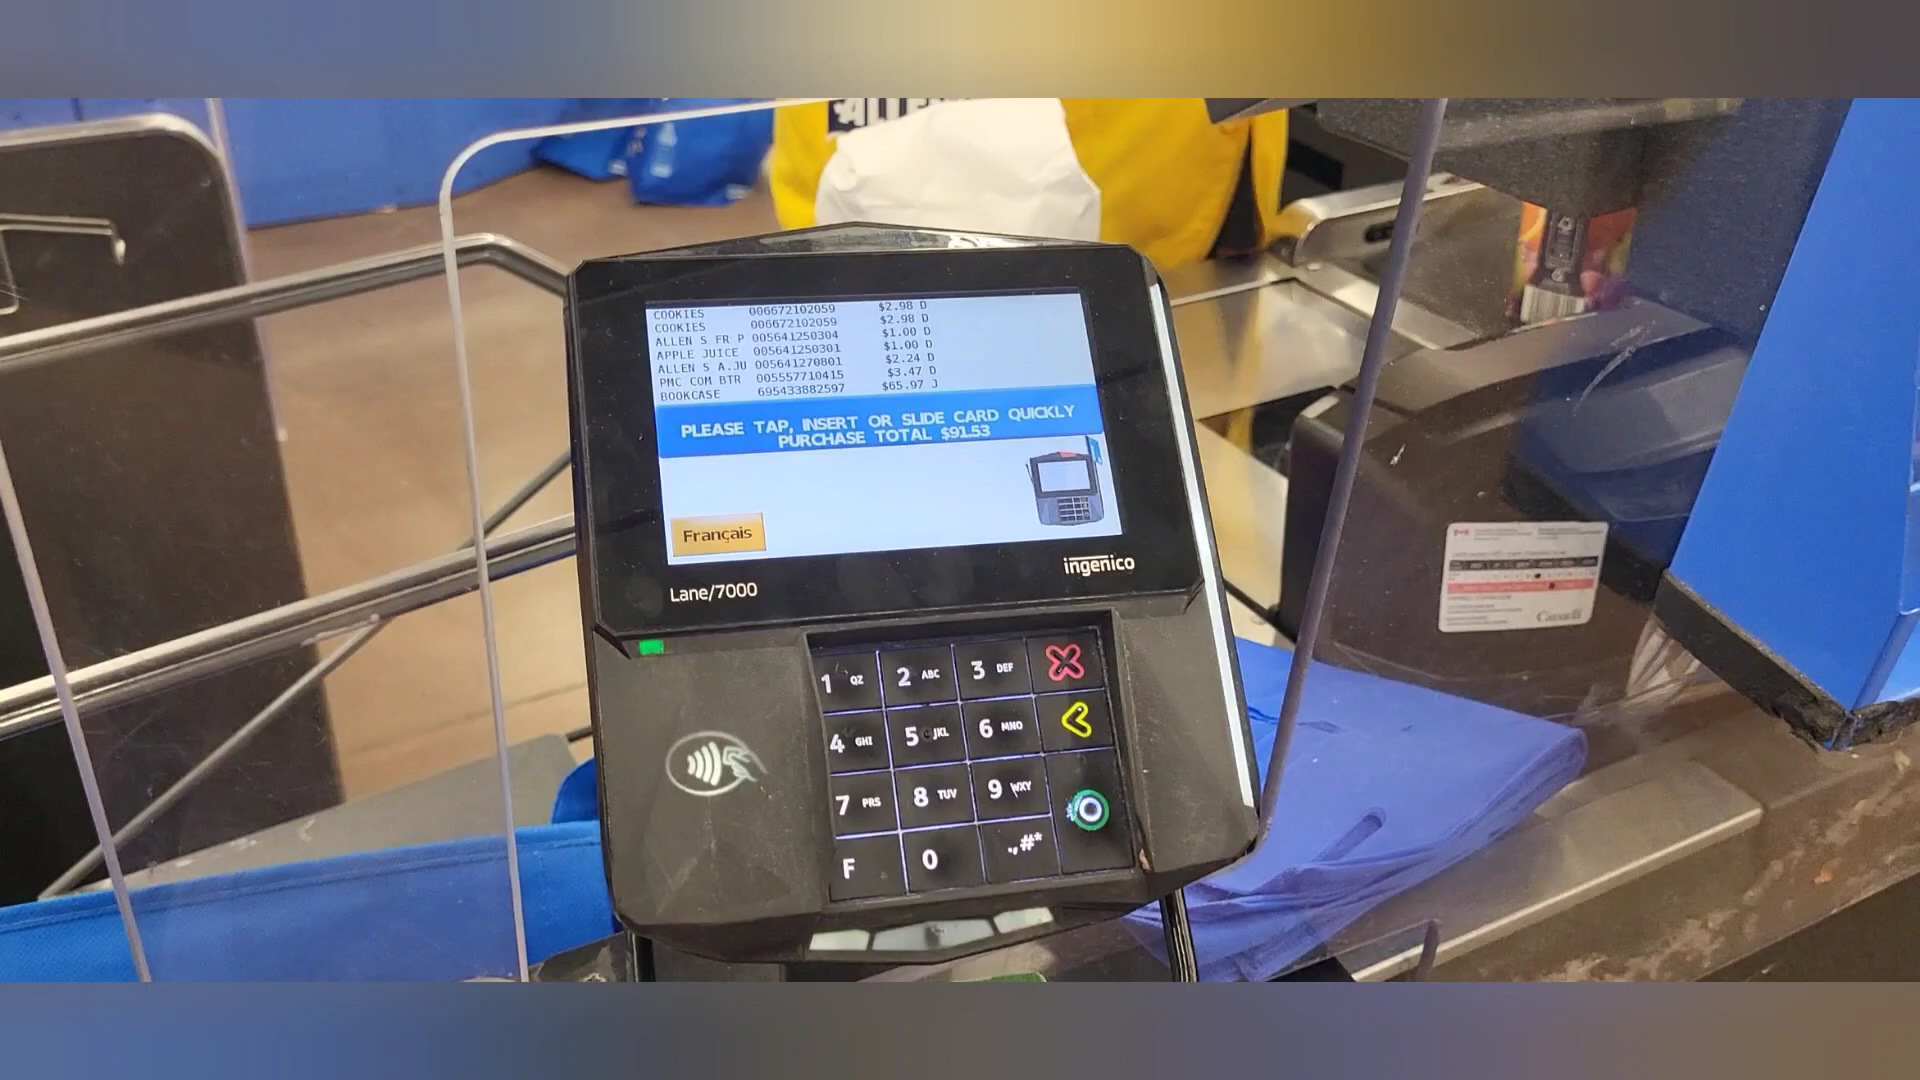 COOKIES 006672102059 $2.98 D
COOKIES 006672102059 $2.98 D
ALLEN S FR P 005641250304 $1.00 D
APPLE JUICE 005641250301 $1.00 D
ALLEN S A.JU 005641270801 $2.24 D
PMC COM BTR 005557710415 $3.47 D
BOOKCASE 695433882597 $65.97 J
PLEASE TAP, INSERT OR SLIDE CARD QUICKLY
PURCHASE TOTAL $91.53
Français
Lane/7000
ingenico
1 QZ 2 ABC 3 DEF
4 GHI 5 JKL 6 MNO
7 PRS 8 TUV 9 WXY
F 0 .,#*
Canada